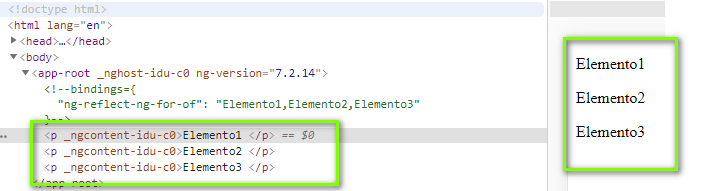 <!doctype html>
<html lang="en">
<head>…</head>
<body>
<app-root _nghost-idu-c0 ng-version="7.2.14">
<!--bindings={
"ng-reflect-ng-for-of": "Elemento1,Elemento2,Elemento3"
}-->
<p _ngcontent-idu-c0>Elemento1 </p> == $0
<p _ngcontent-idu-c0>Elemento2 </p>
<p _ngcontent-idu-c0>Elemento3 </p>
</app-root>
Elemento1
Elemento2
Elemento3